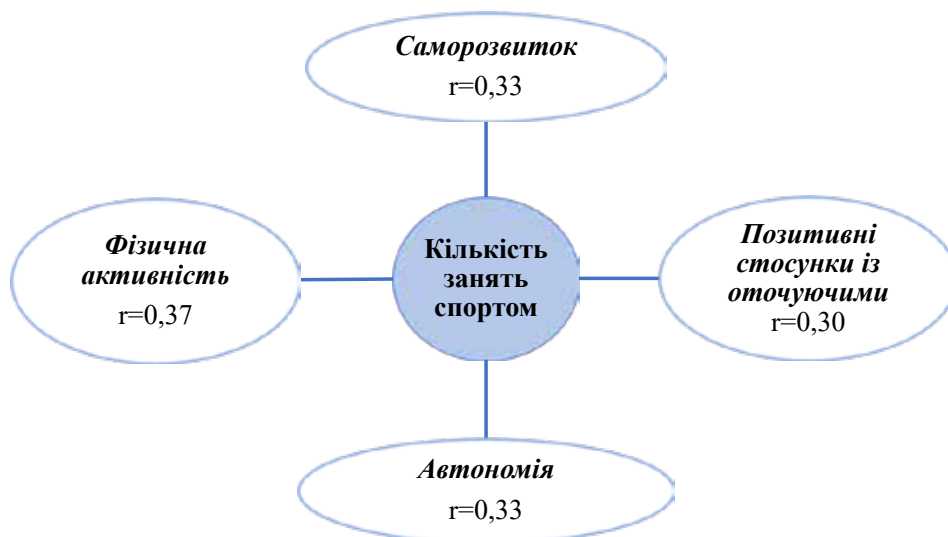 Саморозвиток
r=0,33
Фізична
активність
r=0,37
Кількість
занять
спортом
Позитивні
стосунки із
оточуючими
r=0,30
Автономія
r=0,33